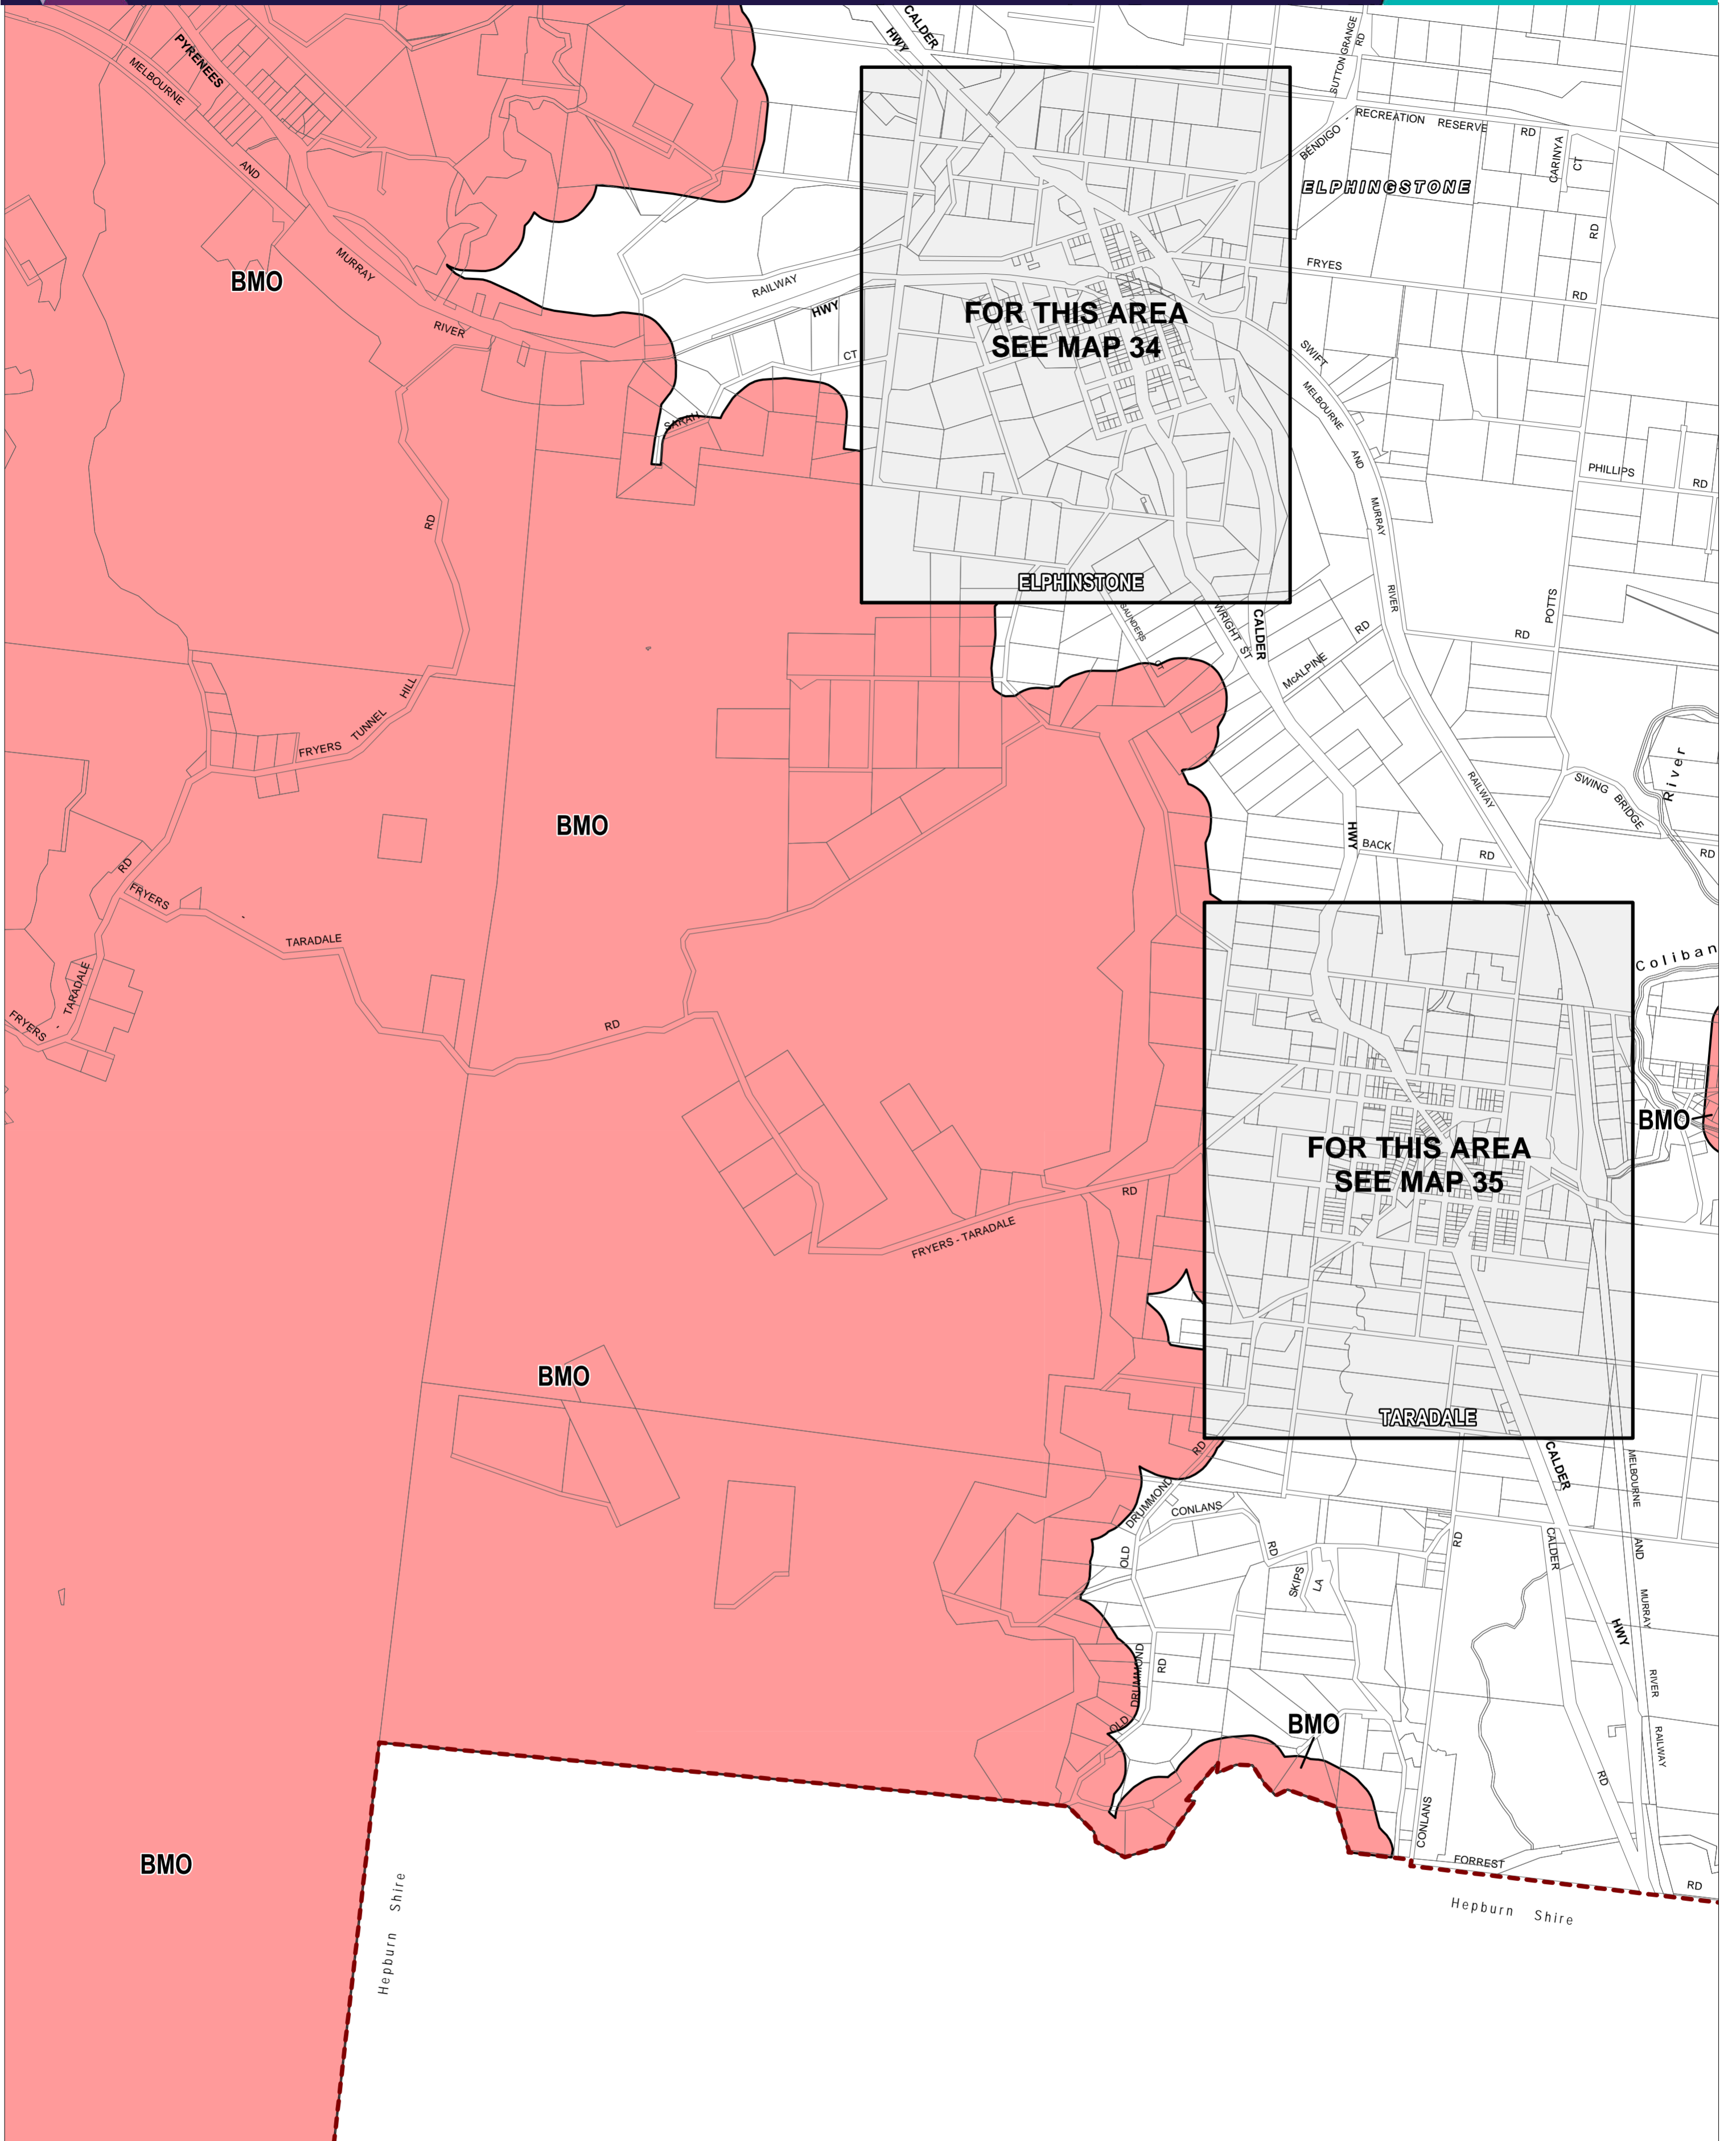 CALDER
HWY
PYRENEES
MELBOURNE
AND
MURRAY
RIVER
RAILWAY
HWY
CT
SARAH
BMO
SUTTON GRANGE
RD
BENDIGO -
RECREATION RESERVE RD
CARINYA
CT
ELPHINGSTONE
RD
FRYES
RD
FOR THIS AREA
SEE MAP 34
ELPHINSTONE
SWIFT
MELBOURNE
AND
MURRAY
RIVER
RAILWAY
PHILLIPS
RD
POTTS
RD
RD
FRYERS
TUNNEL
HILL
SAUNDERS
CT
WRIGHT ST
CALDER
McALPINE
RD
River
SWING
BRIDGE
RD
HWY
BACK
RD
BMO
RD
FRYERS
-
TARADALE
RD
FRYERS
-
TARADALE
Coliban
FOR THIS AREA
SEE MAP 35
TARADALE
BMO
FRYERS - TARADALE
RD
BMO
RD
DRUMMOND
OLD
CONLANS
RD
SKIPS
LA
RD
CALDER
CALDER
HWY
RD
MELBOURNE
AND
MURRAY
RIVER
RAILWAY
OLD
DRUMMOND
RD
BMO
CONLANS
FORREST
RD
Hepburn Shire
BMO
Hepburn Shire